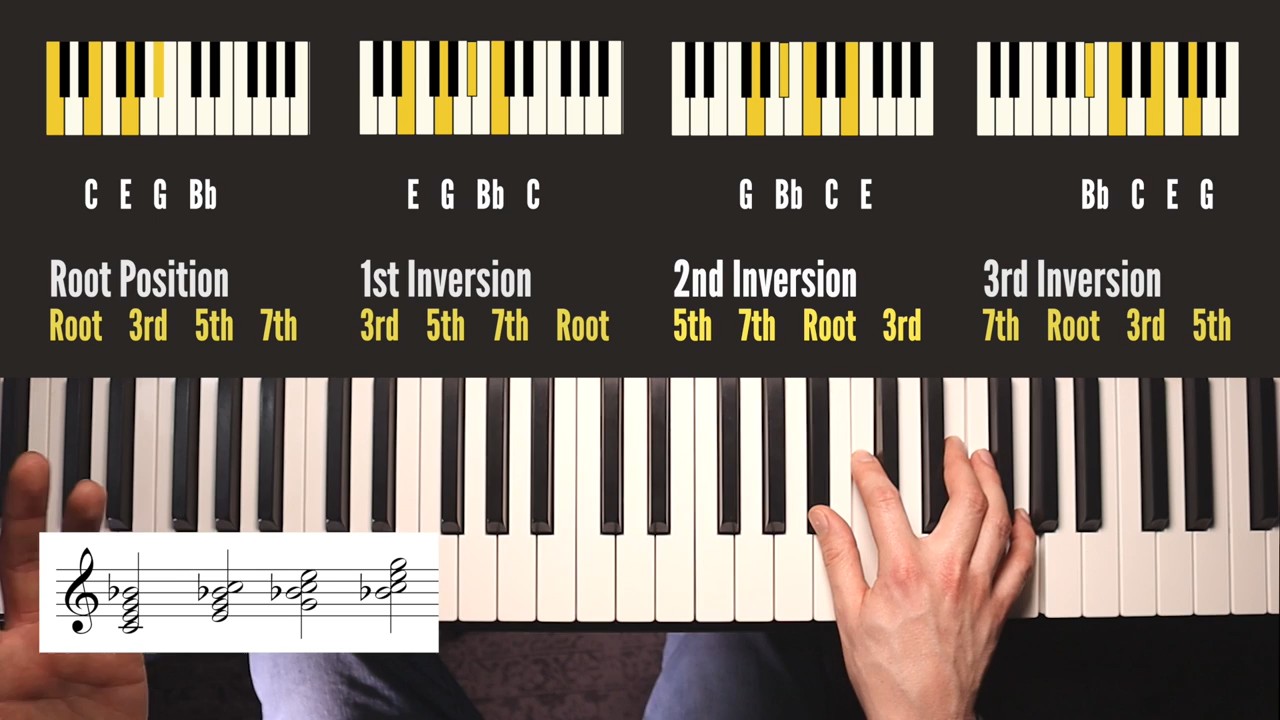 C E G Bb
E G Bb C
G Bb C E
Bb C E G
Root Position
Root 3rd 5th 7th
1st Inversion
3rd 5th 7th Root
2nd Inversion
5th 7th Root 3rd
3rd Inversion
7th Root 3rd 5th